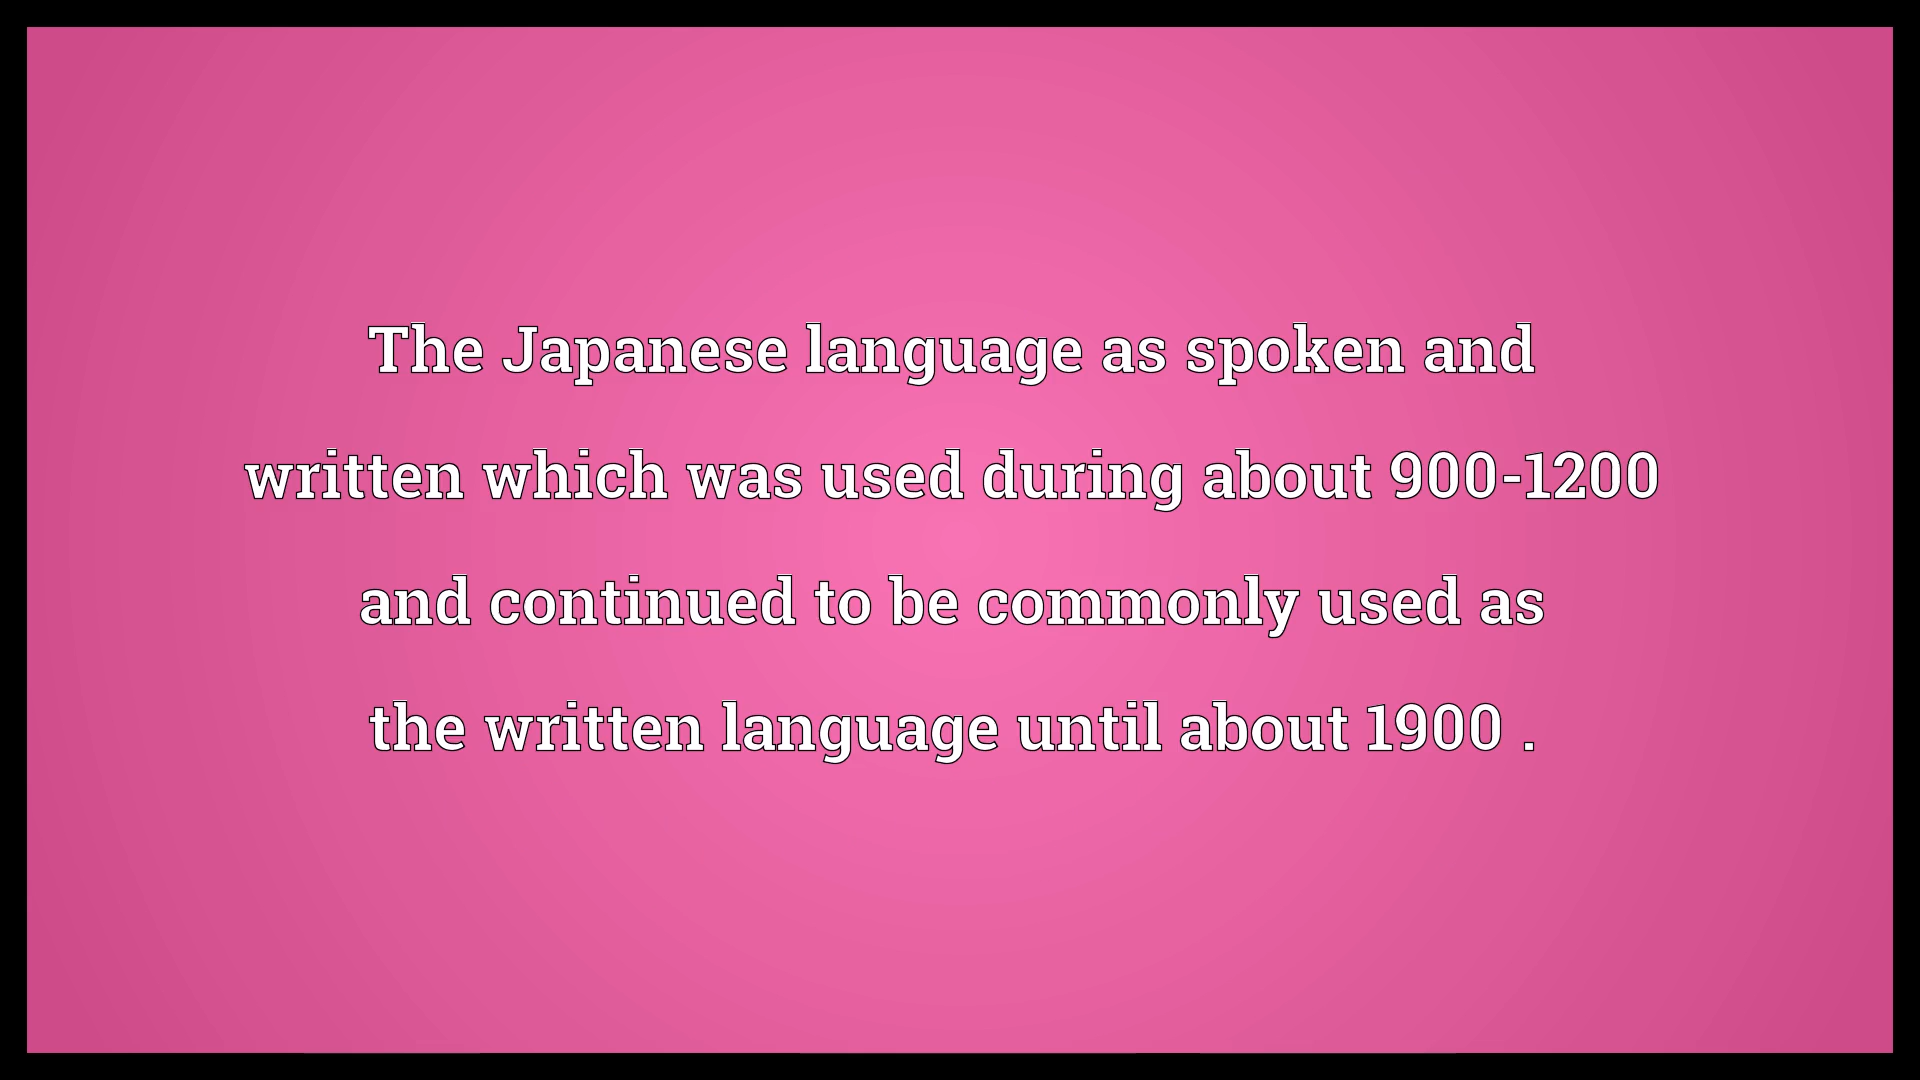 The Japanese language as spoken and
written which was used during about 900-1200
and continued to be commonly used as
the written language until about 1900 .